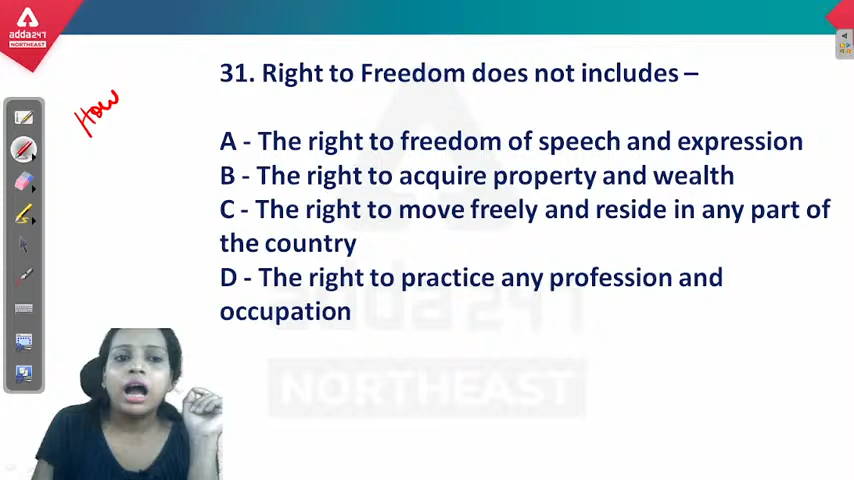 adda247
NORTHEAST
31. Right to Freedom does not includes –
How
A - The right to freedom of speech and expression
B - The right to acquire property and wealth
C - The right to move freely and reside in any part of
the country
D - The right to practice any profession and
occupation
adda247
NORTHEAST